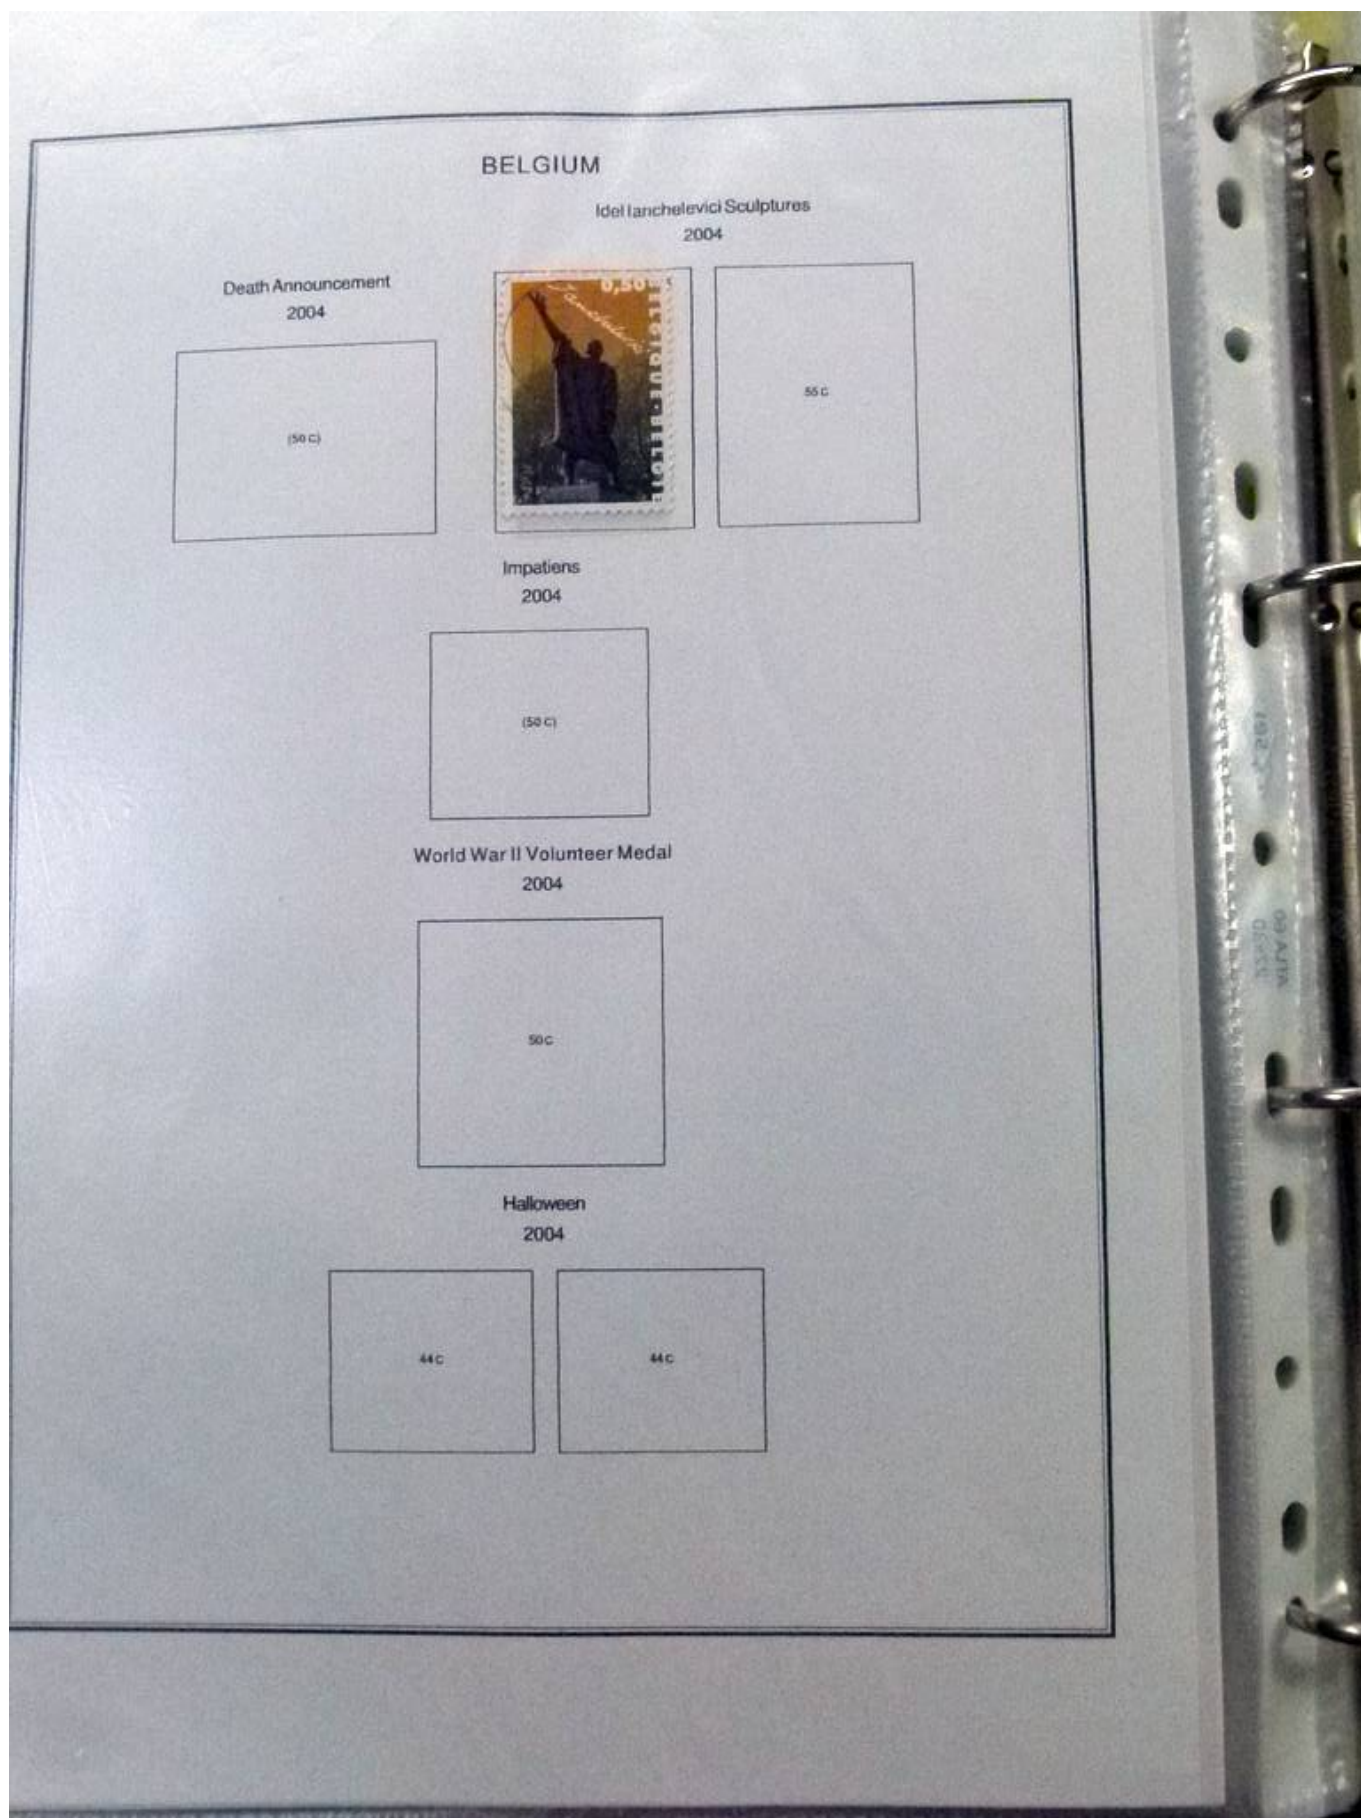 BELGIUM
Idel Ianchelevici Sculptures
2004
Death Announcement
2004
0,50
BELGIQUE-BELGIË
(50 C)
55 C
Impatiens
2004
(50 C)
World War II Volunteer Medal
2004
50 C
Halloween
2004
44 C
44 C